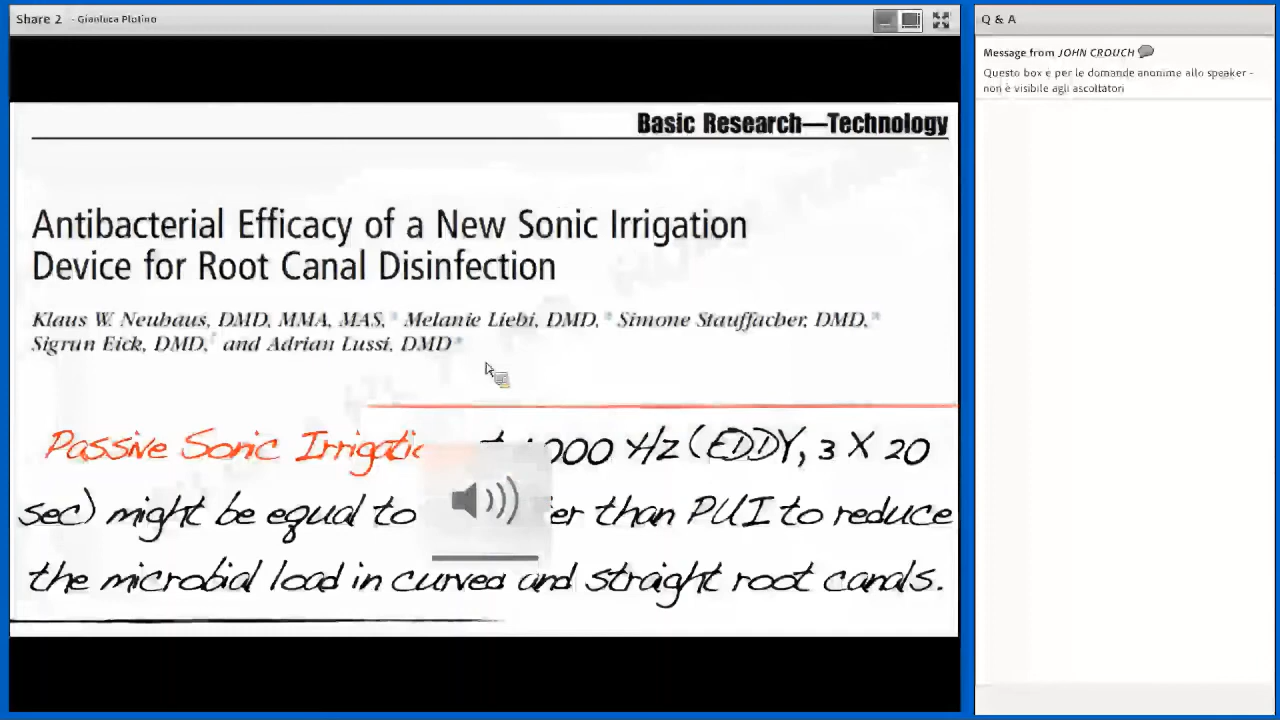 Share 2 - Gianluca Plotino
Q & A
Message from JOHN CROUCH
Questo box è per le domande anonime allo speaker -
non è visibile agli ascoltatori
Basic Research—Technology
Antibacterial Efficacy of a New Sonic Irrigation
Device for Root Canal Disinfection
Klaus W. Neuhaus, DMD, MMA, MAS,* Melanie Liebi, DMD,* Simone Stauffacher, DMD,*
Sigrun Eick, DMD,† and Adrian Lussi, DMD*
Passive Sonic Irrigatio 000 Hz (EDDY, 3 X 20
sec) might be equal to er than PUI to reduce
the microbial load in curved and straight root canals.